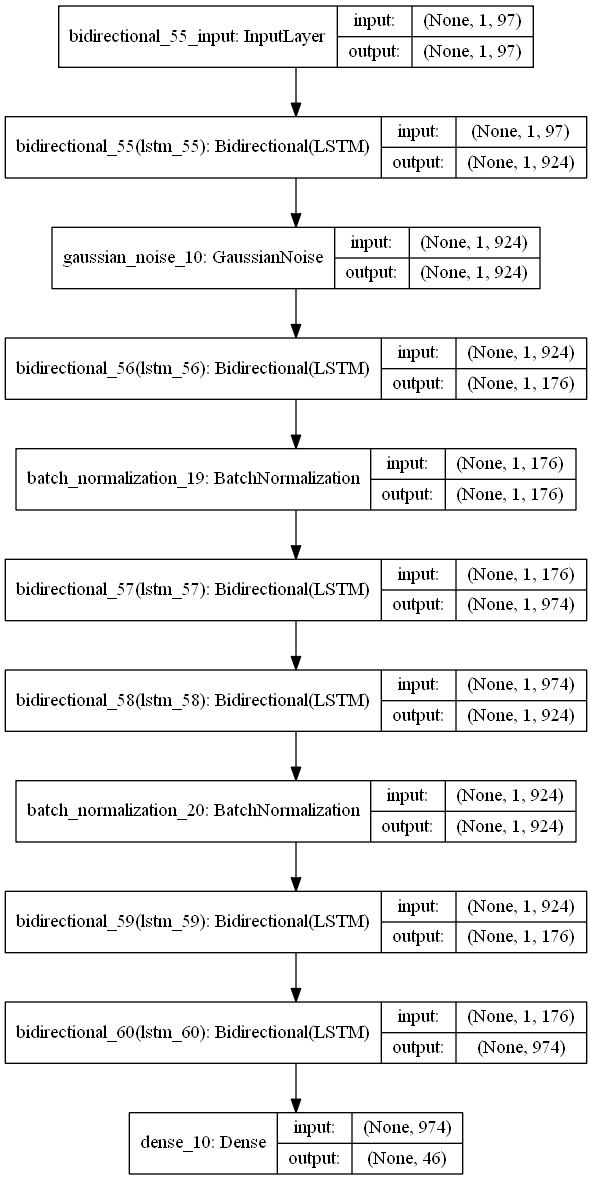 bidirectional_55_input: InputLayer
input: (None, 1, 97)
output: (None, 1, 97)
bidirectional_55(lstm_55): Bidirectional(LSTM)
input: (None, 1, 97)
output: (None, 1, 924)
gaussian_noise_10: GaussianNoise
input: (None, 1, 924)
output: (None, 1, 924)
bidirectional_56(lstm_56): Bidirectional(LSTM)
input: (None, 1, 924)
output: (None, 1, 176)
batch_normalization_19: BatchNormalization
input: (None, 1, 176)
output: (None, 1, 176)
bidirectional_57(lstm_57): Bidirectional(LSTM)
input: (None, 1, 176)
output: (None, 1, 974)
bidirectional_58(lstm_58): Bidirectional(LSTM)
input: (None, 1, 974)
output: (None, 1, 924)
batch_normalization_20: BatchNormalization
input: (None, 1, 924)
output: (None, 1, 924)
bidirectional_59(lstm_59): Bidirectional(LSTM)
input: (None, 1, 924)
output: (None, 1, 176)
bidirectional_60(lstm_60): Bidirectional(LSTM)
input: (None, 1, 176)
output: (None, 974)
dense_10: Dense
input: (None, 974)
output: (None, 46)